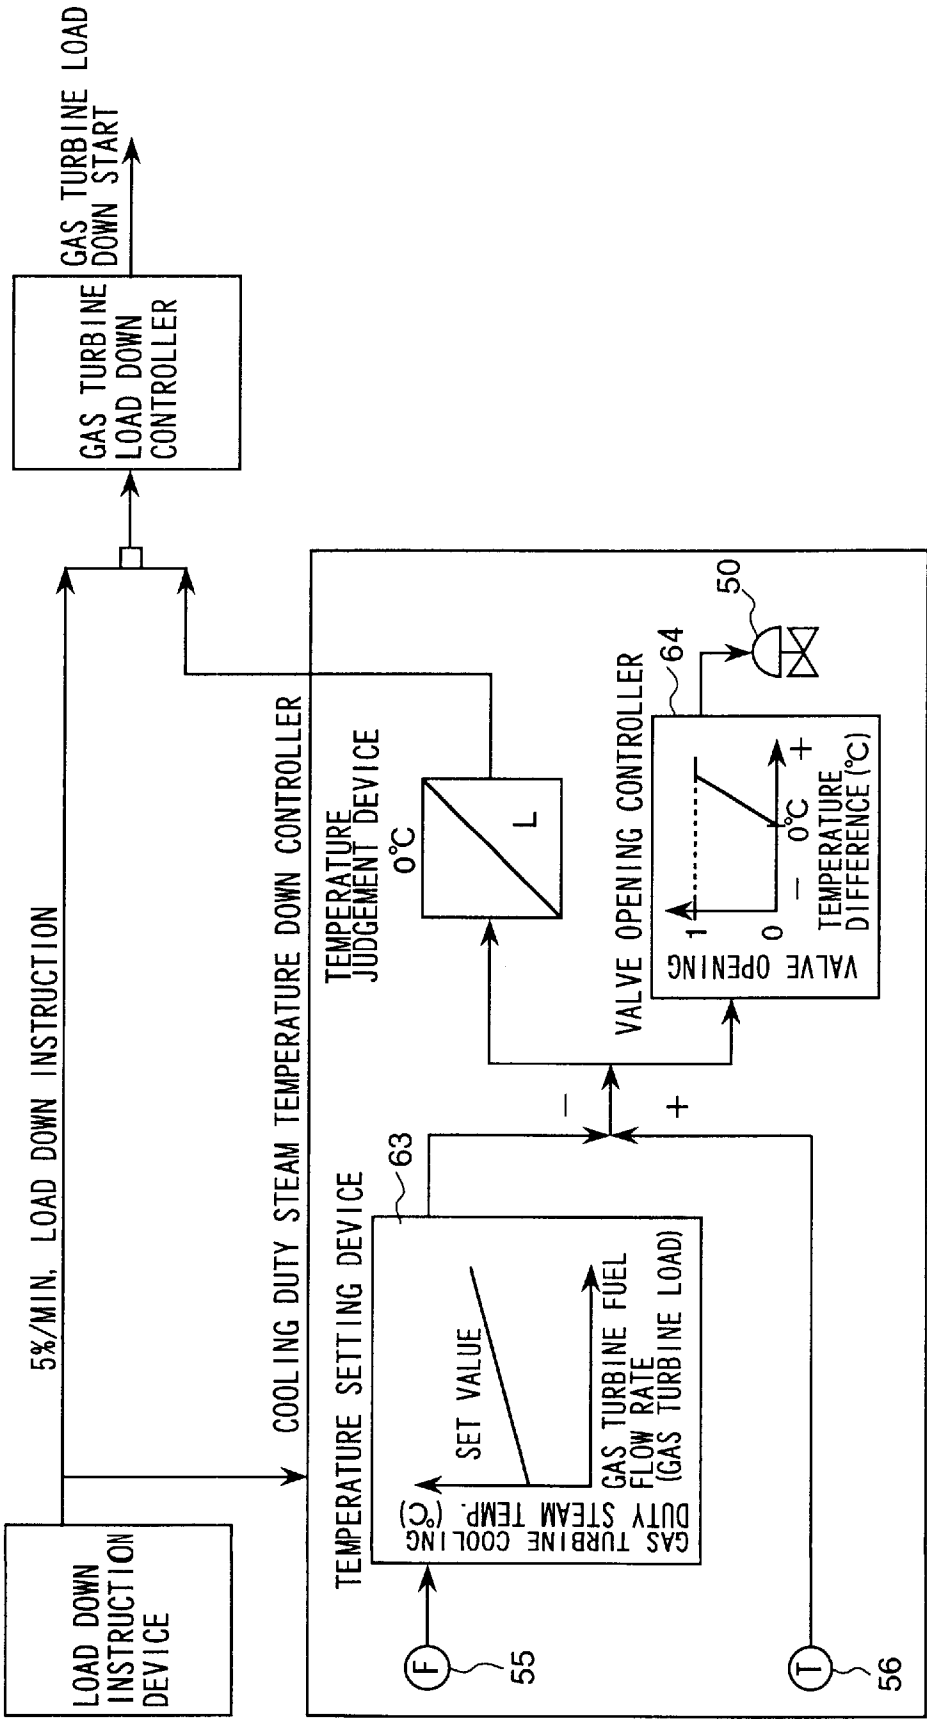 LOAD DOWN
INSTRUCTION
DEVICE
5%/MIN, LOAD DOWN INSTRUCTION
GAS TURBINE
LOAD DOWN
CONTROLLER
GAS TURBINE LOAD
DOWN START
COOLING DUTY STEAM TEMPERATURE DOWN CONTROLLER
TEMPERATURE SETTING DEVICE
63
GAS TURBINE COOLING
DUTY STEAM TEMP. (°C)
SET VALUE
GAS TURBINE FUEL
FLOW RATE
(GAS TURBINE LOAD)
F
55
T
56
−
+
TEMPERATURE
JUDGEMENT DEVICE
0°C
L
VALVE OPENING CONTROLLER
64
VALVE OPENING
1
0
− 0°C +
TEMPERATURE
DIFFERENCE (°C)
50